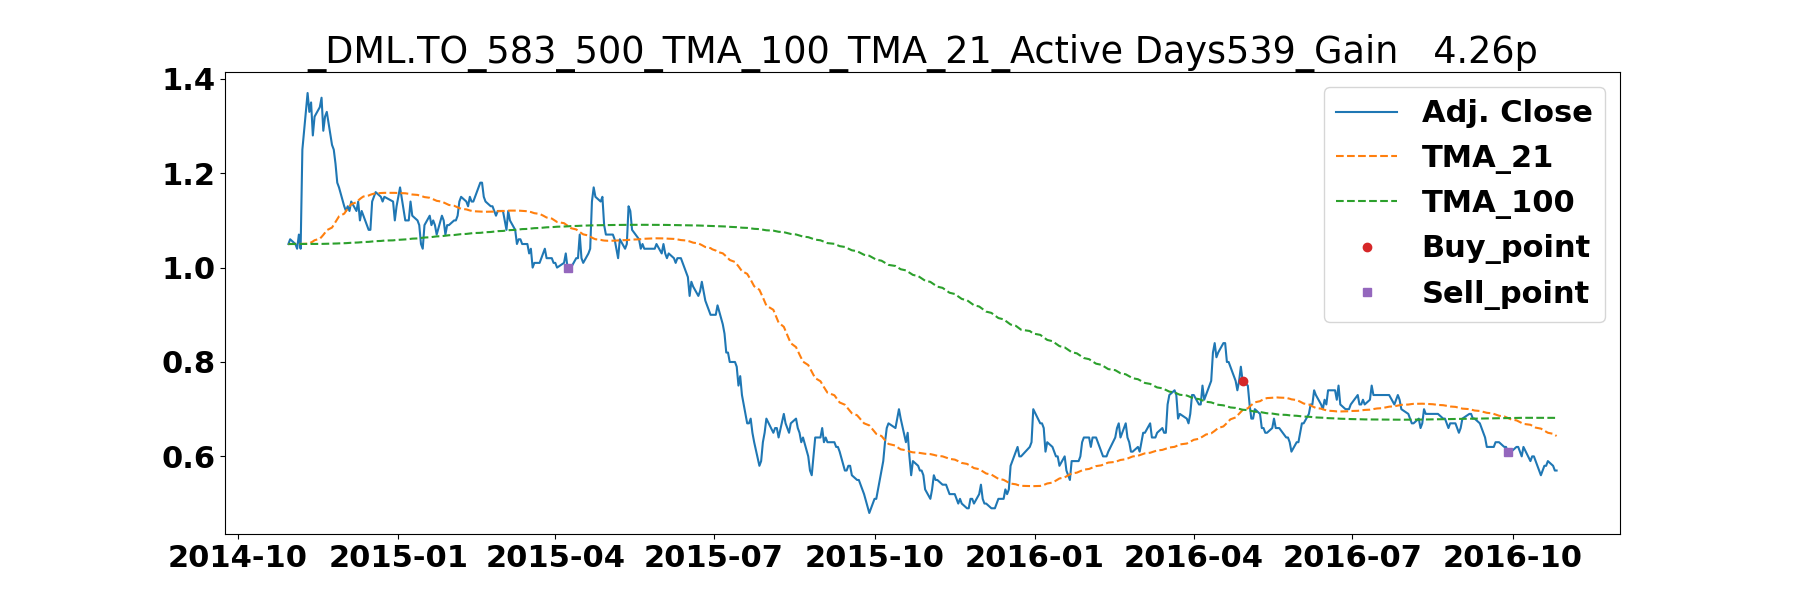 _DML.TO_583_500_TMA_100_TMA_21_Active Days539_Gain   4.26p
1.4
1.2
1.0
0.8
0.6
Adj. Close
TMA_21
TMA_100
Buy_point
Sell_point
2014-10 2015-01 2015-04 2015-07 2015-10 2016-01 2016-04 2016-07 2016-10